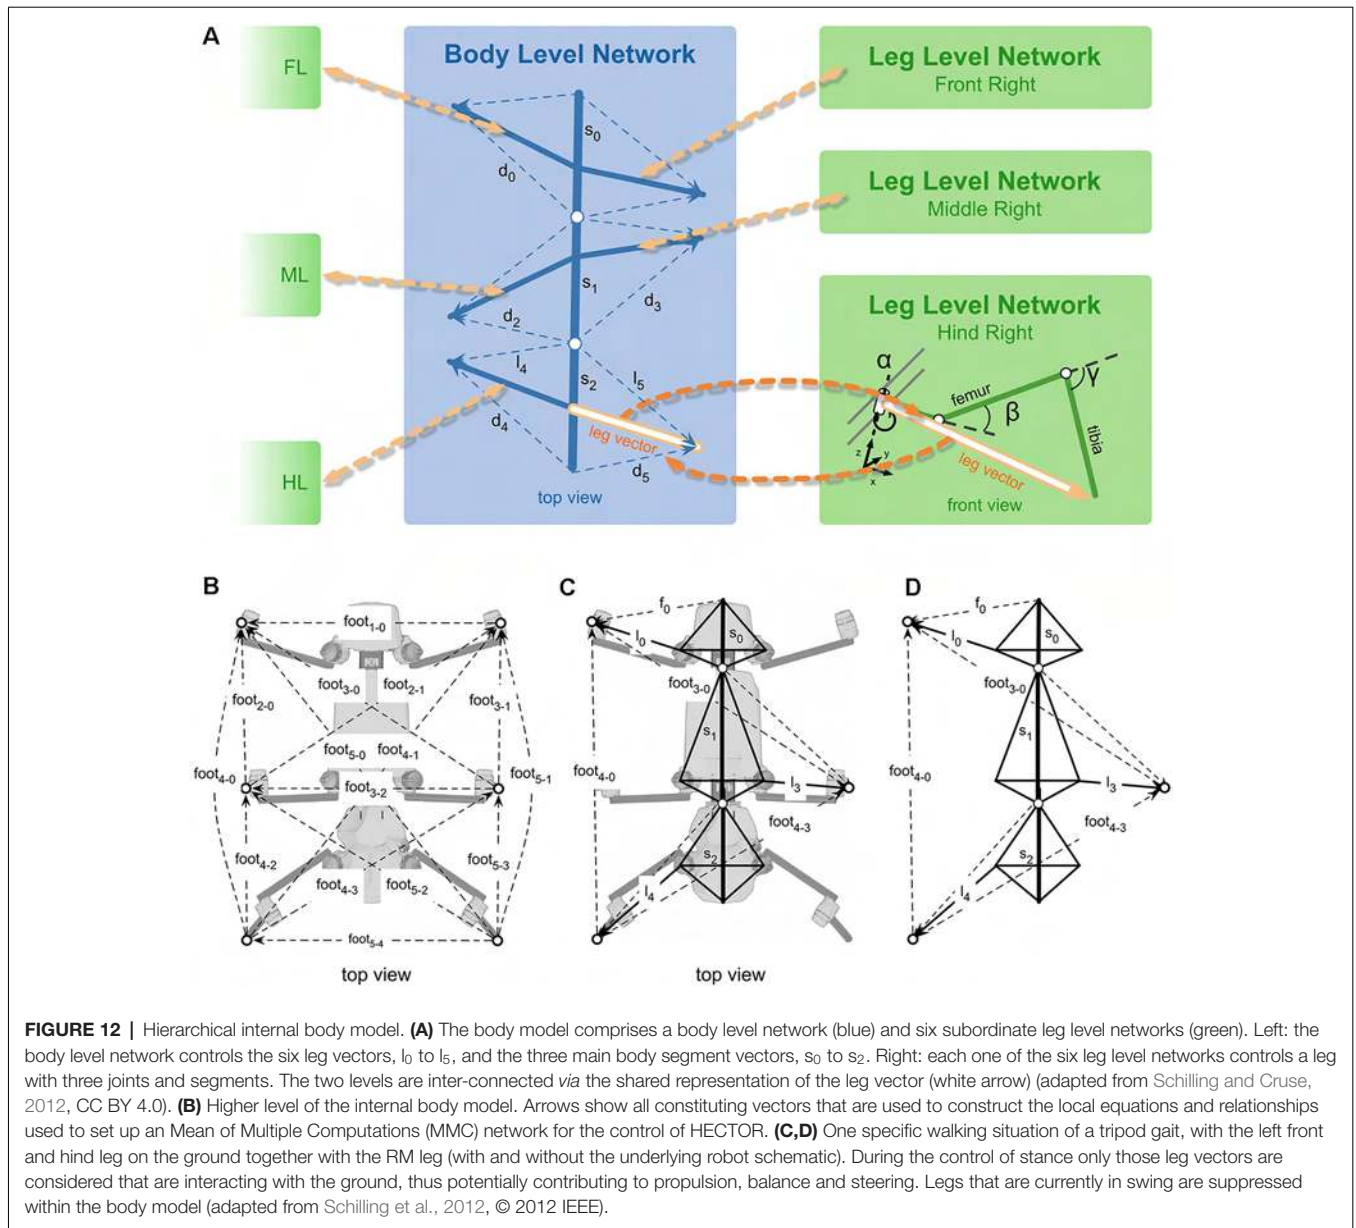 A
FL
ML
HL
Body Level Network
s0
d0
s1
d2
d3
l4
s2
l5
d4
leg vector
d5
top view
Leg Level Network
Front Right
Leg Level Network
Middle Right
Leg Level Network
Hind Right
α
femur
β
γ
tibia
z
y
x
leg vector
front view
B
foot1-0
foot3-0
foot2-1
foot2-0
foot3-1
foot5-0
foot4-1
foot4-0
foot5-1
foot3-2
foot4-2
foot5-3
foot4-3
foot5-2
foot5-4
top view
C
f0
l0
s0
foot3-0
s1
foot4-0
l3
foot4-3
s2
l4
top view
D
f0
l0
s0
foot3-0
s1
foot4-0
l3
foot4-3
s2
l4
FIGURE 12 | Hierarchical internal body model. (A) The body model comprises a body level network (blue) and six subordinate leg level networks (green). Left: the
body level network controls the six leg vectors, l0 to l5, and the three main body segment vectors, s0 to s2. Right: each one of the six leg level networks controls a leg
with three joints and segments. The two levels are inter-connected via the shared representation of the leg vector (white arrow) (adapted from Schilling and Cruse,
2012, CC BY 4.0). (B) Higher level of the internal body model. Arrows show all constituting vectors that are used to construct the local equations and relationships
used to set up an Mean of Multiple Computations (MMC) network for the control of HECTOR. (C,D) One specific walking situation of a tripod gait, with the left front
and hind leg on the ground together with the RM leg (with and without the underlying robot schematic). During the control of stance only those leg vectors are
considered that are interacting with the ground, thus potentially contributing to propulsion, balance and steering. Legs that are currently in swing are suppressed
within the body model (adapted from Schilling et al., 2012, © 2012 IEEE).